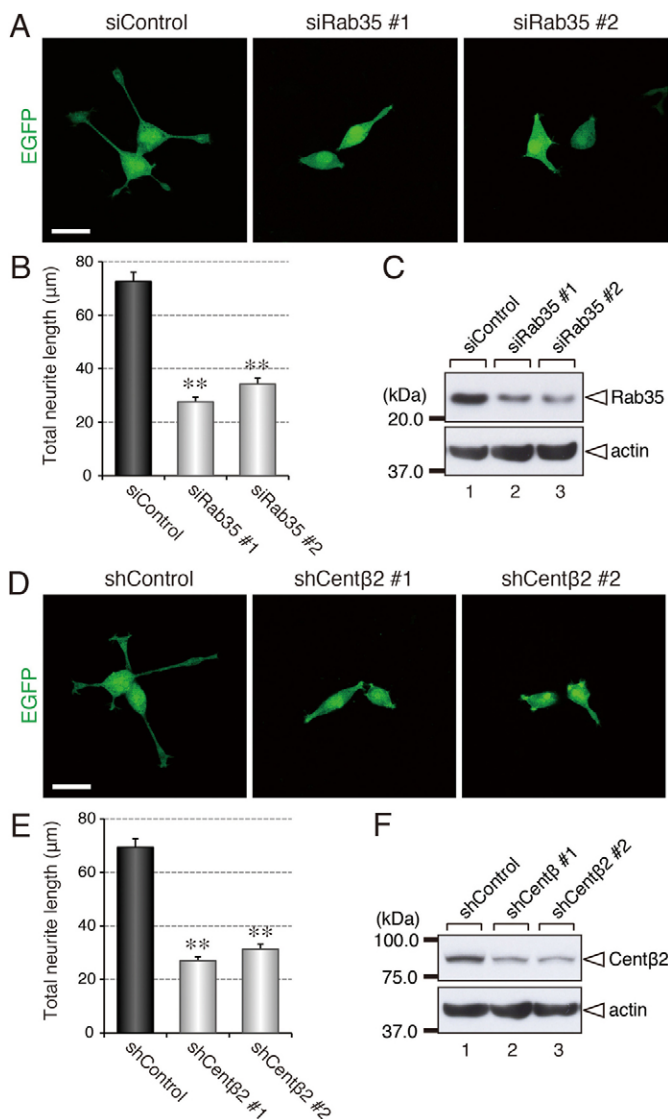 A
siControl
siRab35 #1
siRab35 #2
EGFP
B
Total neurite length (μm)
80
60
40
20
0
**
**
siControl
siRab35 #1
siRab35 #2
C
siControl
siRab35 #1
siRab35 #2
(kDa)
Rab35
20.0
actin
37.0
1 2 3
D
shControl
shCentβ2 #1
shCentβ2 #2
EGFP
E
Total neurite length (μm)
80
60
40
20
0
**
**
shControl
shCentβ2 #1
shCentβ2 #2
F
shControl
shCentβ #1
shCentβ2 #2
(kDa)
100.0
Centβ2
75.0
actin
37.0
1 2 3